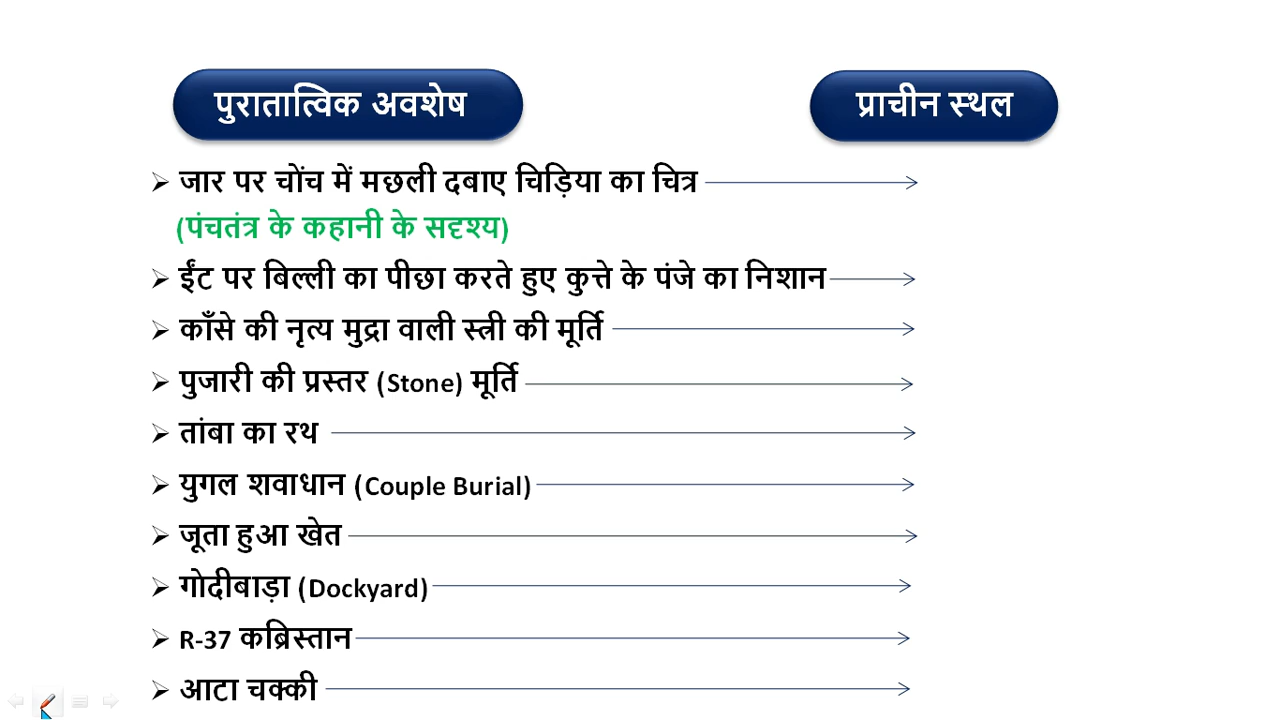 पुरातात्विक अवशेष
प्राचीन स्थल
➢ जार पर चोंच में मछली दबाए चिड़िया का चित्र
(पंचतंत्र के कहानी के सदृश्य)
➢ ईंट पर बिल्ली का पीछा करते हुए कुत्ते के पंजे का निशान
➢ काँसे की नृत्य मुद्रा वाली स्त्री की मूर्ति
➢ पुजारी की प्रस्तर (Stone) मूर्ति
➢ तांबा का रथ
➢ युगल शवाधान (Couple Burial)
➢ जूता हुआ खेत
➢ गोदीबाड़ा (Dockyard)
➢ R-37 कब्रिस्तान
➢ आटा चक्की